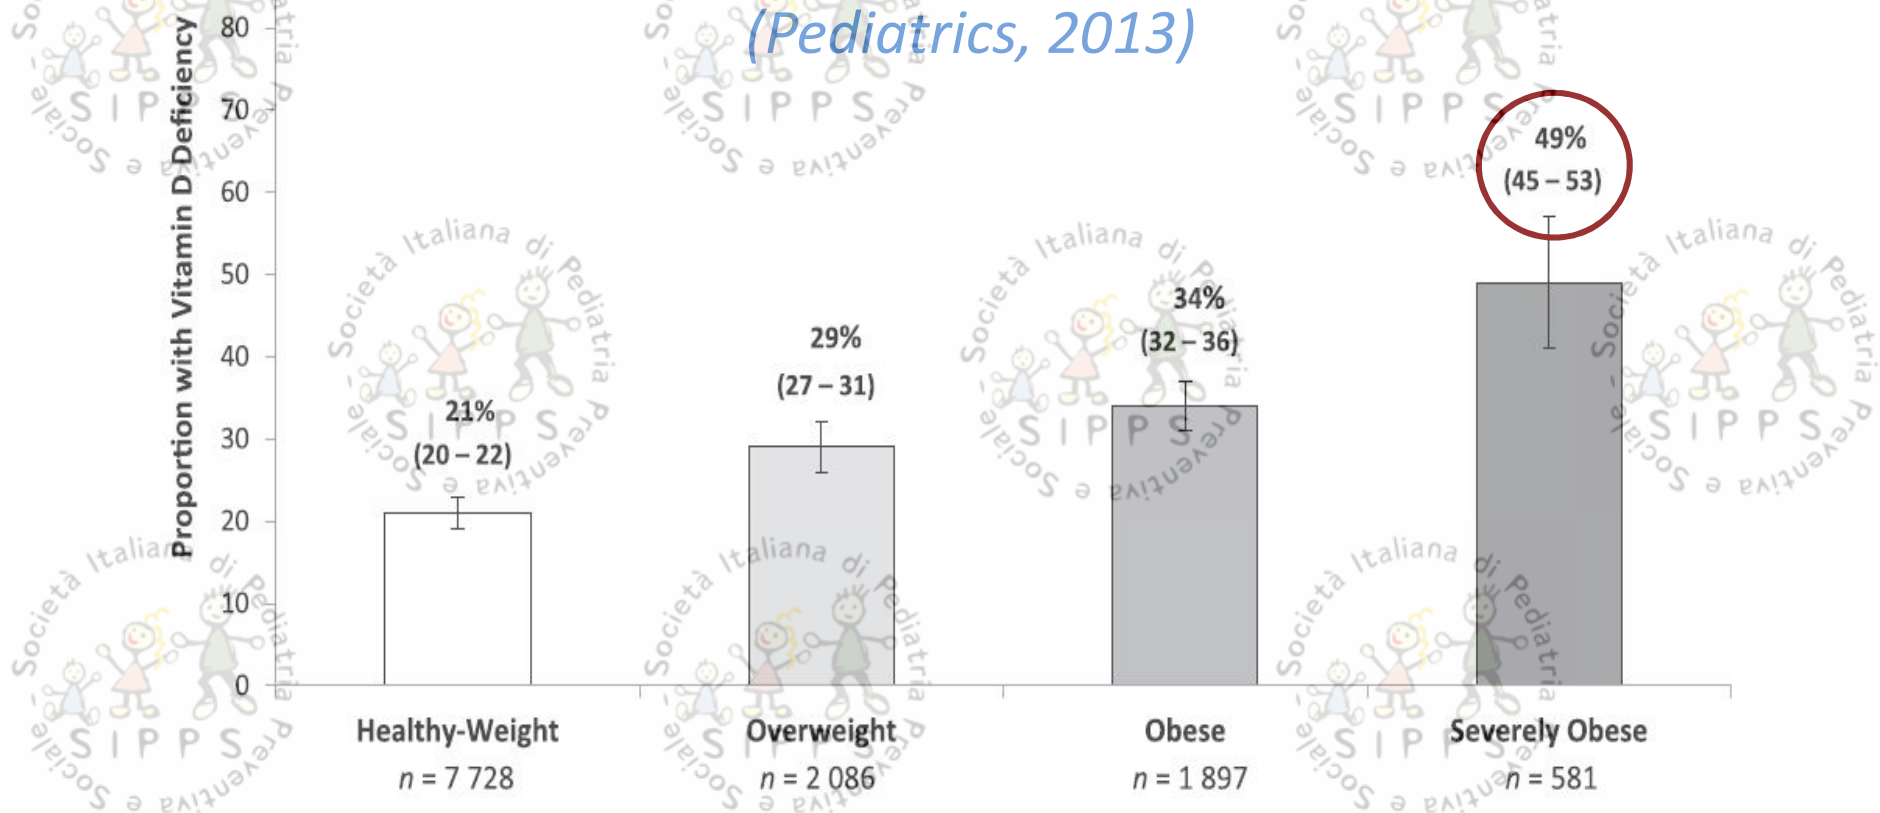 (Pediatrics, 2013)
Proportion with Vitamin D Deficiency
80
70
60
50
40
30
20
10
0
21%
(20 – 22)
29%
(27 – 31)
34%
(32 – 36)
49%
(45 – 53)
Healthy-Weight
n = 7 728
Overweight
n = 2 086
Obese
n = 1 897
Severely Obese
n = 581
Società Italiana di Pediatria Preventiva e Sociale -
SIPPS